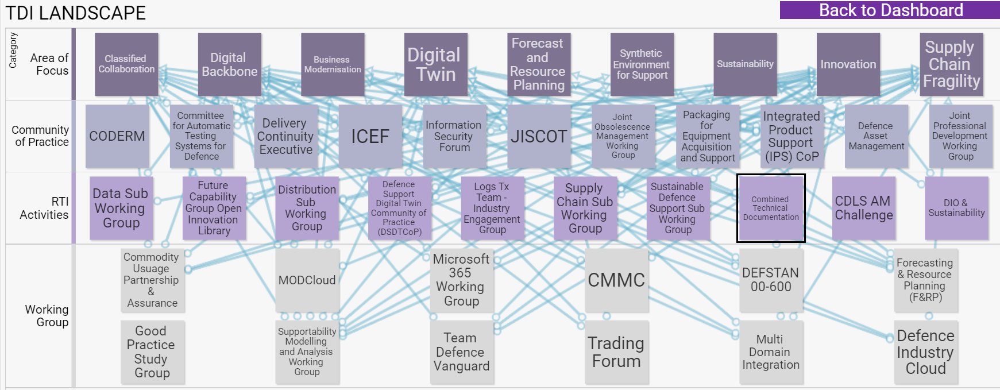 TDI LANDSCAPE
Back to Dashboard
Category
Area of
Focus
Classified
Collaboration
Digital
Backbone
Business
Modernisation
Digital
Twin
Forecast
and
Resource
Planning
Synthetic
Environment
for Support
Sustainability
Innovation
Supply
Chain
Fragility
Community
of Practice
CODERM
Committee
for Automatic
Testing
Systems for
Defence
Delivery
Continuity
Executive
ICEF
Information
Security
Forum
JISCOT
Joint
Obsolescence
Management
Working
Group
Packaging
for
Equipment
Acquisition
and Support
Integrated
Product
Support
(IPS) CoP
Defence
Asset
Management
Joint
Professional
Development
Working
Group
RTI
Activities
Data Sub
Working
Group
Future
Capability
Group Open
Innovation
Library
Distribution
Sub
Working
Group
Defence
Support
Digital Twin
Community of
Practice
(DSDTCoP)
Logs Tx
Team -
Industry
Engagement
Group
Supply
Chain Sub
Working
Group
Sustainable
Defence
Support Sub
Working
Group
Combined
Technical
Documentation
CDLS AM
Challenge
DIO &
Sustainability
Working
Group
Commodity
Usuage
Partnership
&
Assurance
MODCloud
Microsoft
365
Working
Group
CMMC
DEFSTAN
00-600
Forecasting
& Resource
Planning
(F&RP)
Good
Practice
Study
Group
Supportability
Modelling
and Analysis
Working
Group
Team
Defence
Vanguard
Trading
Forum
Multi
Domain
Integration
Defence
Industry
Cloud